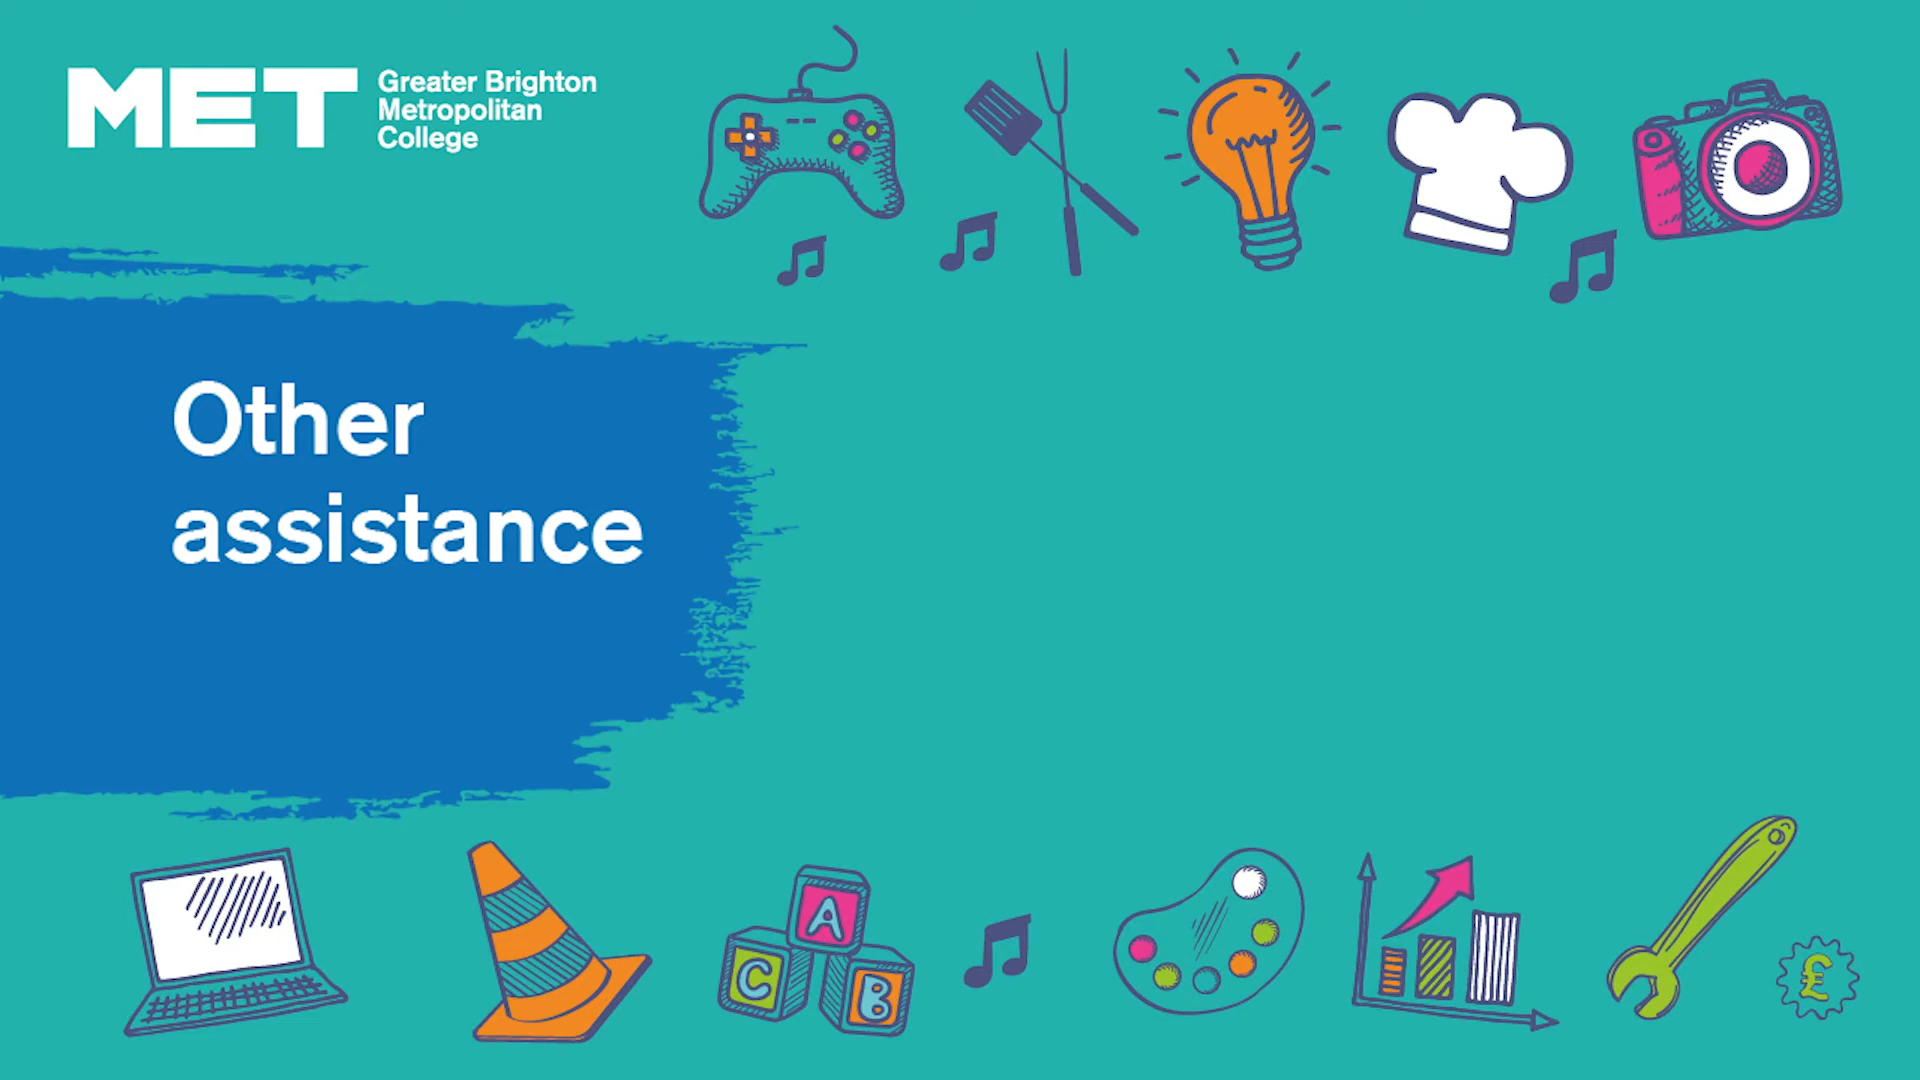 MET
Greater Brighton
Metropolitan
College
Other
assistance
A
C
B
£